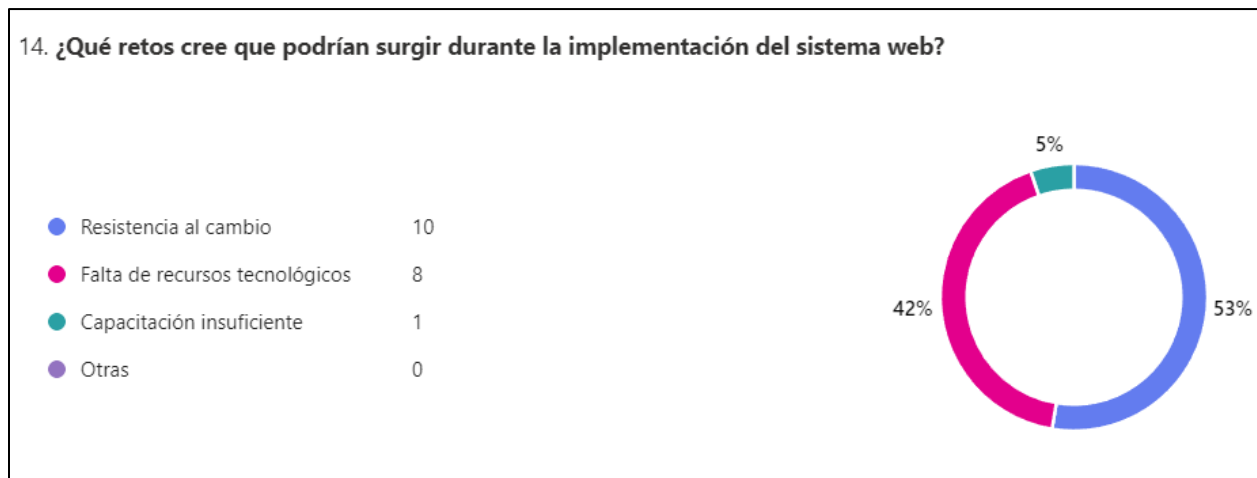 14. ¿Qué retos cree que podrían surgir durante la implementación del sistema web?
5%
Resistencia al cambio 10
Falta de recursos tecnológicos 8
42%
53%
Capacitación insuficiente 1
Otras 0